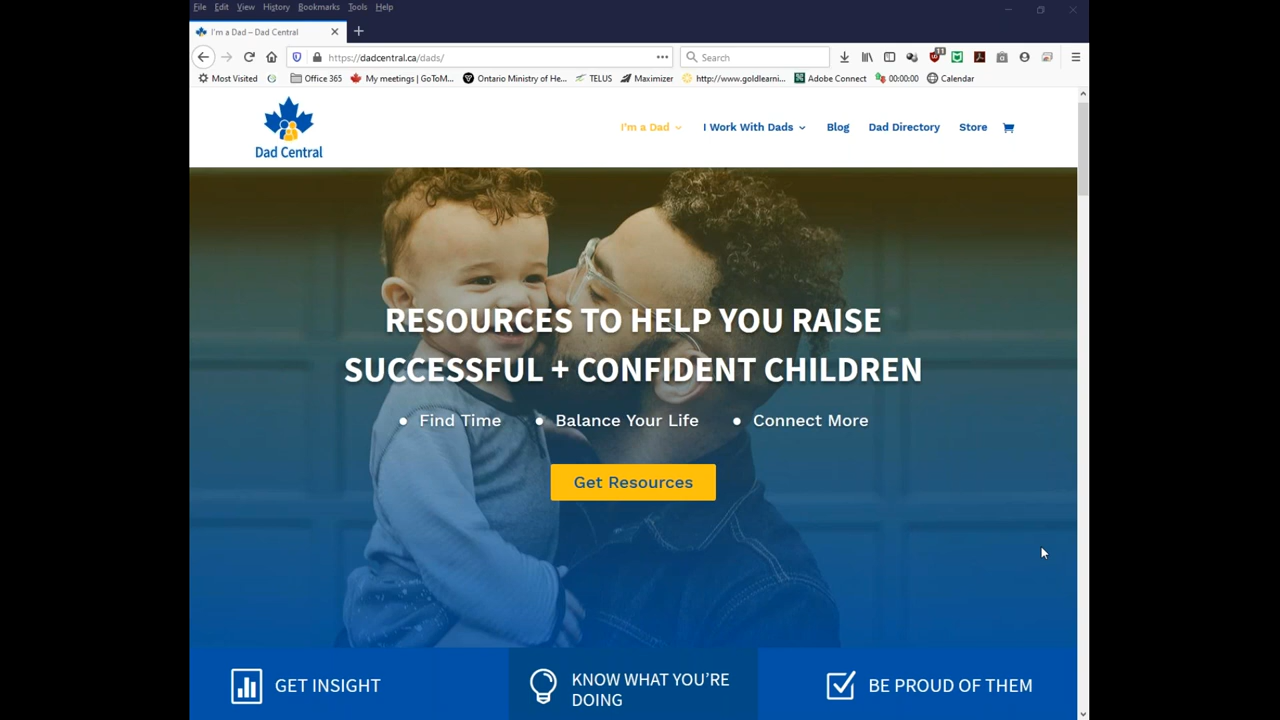 File Edit View History Bookmarks Tools Help
I'm a Dad – Dad Central
https://dadcentral.ca/dads/
Search
11
Most Visited
Office 365
My meetings | GoToM...
Ontario Ministry of He...
TELUS
Maximizer
http://www.goldlearni...
Adobe Connect
00:00:00
Calendar
Dad Central
I'm a Dad
I Work With Dads
Blog
Dad Directory
Store
RESOURCES TO HELP YOU RAISE
SUCCESSFUL + CONFIDENT CHILDREN
• Find Time • Balance Your Life • Connect More
Get Resources
GET INSIGHT
KNOW WHAT YOU'RE
DOING
BE PROUD OF THEM